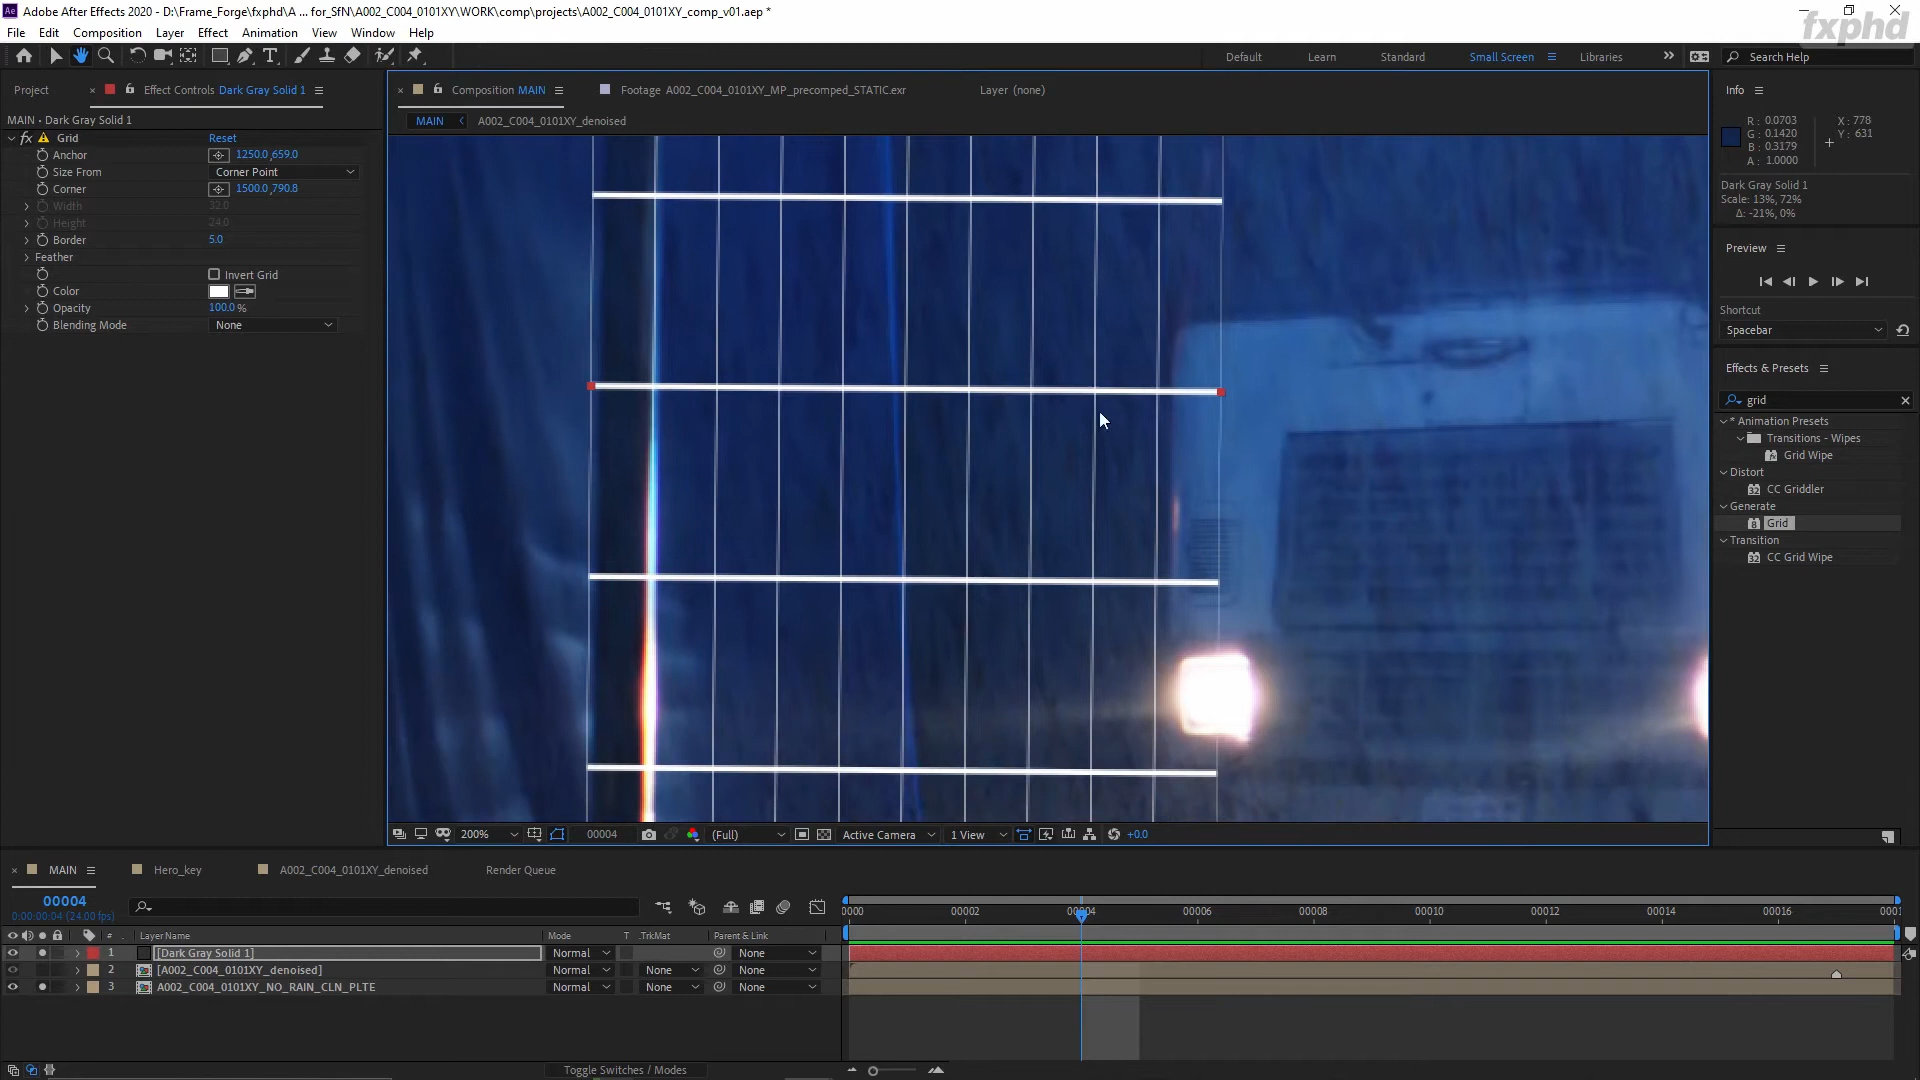 Adobe After Effects 2020 - D:\Frame_Forge\fxphd\A ... for_SfN\A002_C004_0101XY\WORK\comp\projects\A002_C004_0101XY_comp_v01.aep *
fxphd
File Edit Composition Layer Effect Animation View Window Help
Default Learn Standard Small Screen Libraries Search Help
Project Effect Controls Dark Gray Solid 1
Composition MAIN Footage A002_C004_0101XY_MP_precomped_STATIC.exr Layer (none)
MAIN A002_C004_0101XY_denoised
MAIN • Dark Gray Solid 1
fx Grid Reset
Anchor 1250.0,659.0
Size From Corner Point
Corner 1500.0,790.8
Width 32.0
Height 24.0
Border 5.0
Feather
Invert Grid
Color
Opacity 100.0 %
Blending Mode None
Info
R : 0.0703 X : 778
G : 0.1420 Y : 631
B : 0.3179
A : 1.0000
Dark Gray Solid 1
Scale: 13%, 72%
Δ: -21%, 0%
Preview
Shortcut
Spacebar
Effects & Presets
grid
* Animation Presets
Transitions - Wipes
Grid Wipe
Distort
CC Griddler
Generate
Grid
Transition
CC Grid Wipe
200% 00004 (Full) Active Camera 1 View +0.0
MAIN Hero_key A002_C004_0101XY_denoised Render Queue
00004
0:00:00:04 (24.00 fps)
0000 00002 00004 00006 00008 00010 00012 00014 00016 0001
# Layer Name Mode T .TrkMat Parent & Link
1 [Dark Gray Solid 1] Normal None
2 [A002_C004_0101XY_denoised] Normal None None
3 A002_C004_0101XY_NO_RAIN_CLN_PLTE Normal None None
Toggle Switches / Modes